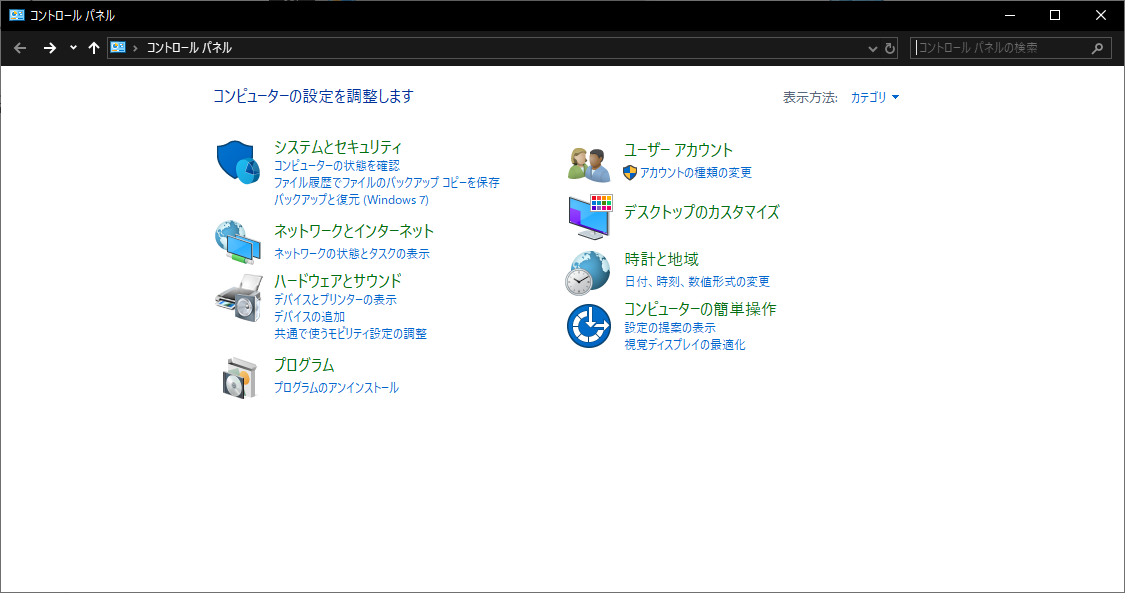 コントロール パネル
コントロール パネル
コントロール パネルの検索
コンピューターの設定を調整します
表示方法: カテゴリ
システムとセキュリティ
コンピューターの状態を確認
ファイル履歴でファイルのバックアップ コピーを保存
バックアップと復元 (Windows 7)
ネットワークとインターネット
ネットワークの状態とタスクの表示
ハードウェアとサウンド
デバイスとプリンターの表示
デバイスの追加
共通で使うモビリティ設定の調整
プログラム
プログラムのアンインストール
ユーザー アカウント
アカウントの種類の変更
デスクトップのカスタマイズ
時計と地域
日付、時刻、数値形式の変更
コンピューターの簡単操作
設定の提案の表示
視覚ディスプレイの最適化